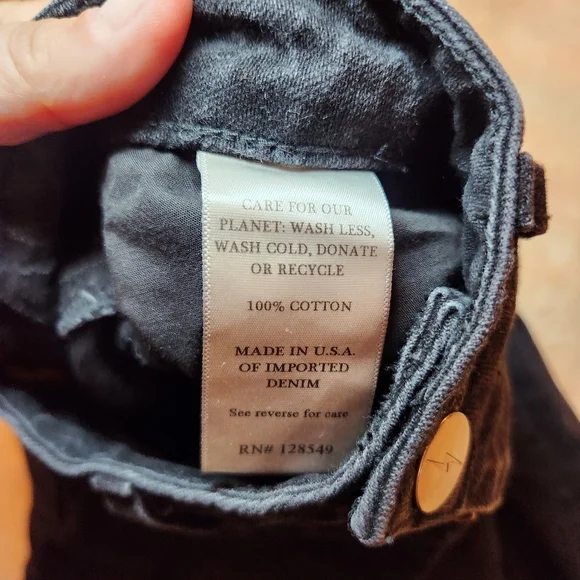 CARE FOR OUR
PLANET: WASH LESS,
WASH COLD, DONATE
OR RECYCLE
100% COTTON
MADE IN U.S.A.
OF IMPORTED
DENIM
See reverse for care
RN# 128549